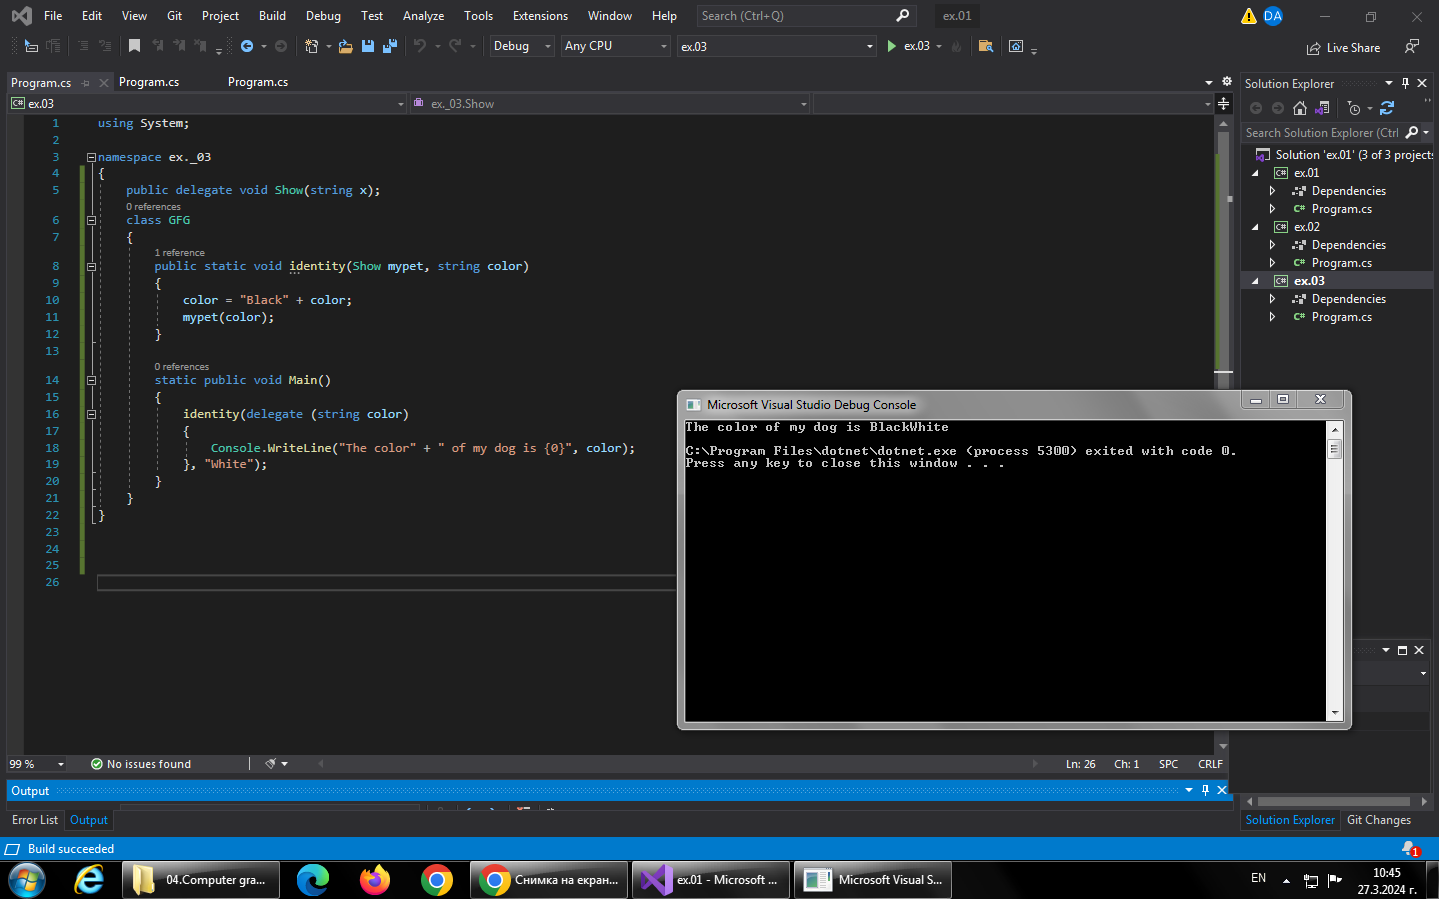 File Edit View Git Project Build Debug Test Analyze Tools Extensions Window Help Search (Ctrl+Q) ex.01 DA
Debug Any CPU ex.03 ex.03 Live Share
Program.cs Program.cs Program.cs
ex.03 ex._03.Show
1 using System;
2
3 namespace ex._03
4 {
5 public delegate void Show(string x);
0 references
6 class GFG
7 {
1 reference
8 public static void identity(Show mypet, string color)
9 {
10 color = "Black" + color;
11 mypet(color);
12 }
13
0 references
14 static public void Main()
15 {
16 identity(delegate (string color)
17 {
18 Console.WriteLine("The color" + " of my dog is {0}", color);
19 }, "White");
20 }
21 }
22 }
23
24
25
26
99 % No issues found Ln: 26 Ch: 1 SPC CRLF
Output
Error List Output
Build succeeded
Solution Explorer
Search Solution Explorer (Ctrl
Solution 'ex.01' (3 of 3 projects
ex.01
Dependencies
C# Program.cs
ex.02
Dependencies
C# Program.cs
ex.03
Dependencies
C# Program.cs
Solution Explorer Git Changes
1
Microsoft Visual Studio Debug Console
The color of my dog is BlackWhite
C:\Program Files\dotnet\dotnet.exe (process 5300) exited with code 0.
Press any key to close this window . . .
04.Computer gra... Снимка на екран... ex.01 - Microsoft ... Microsoft Visual S... EN 10:45
27.3.2024 г.